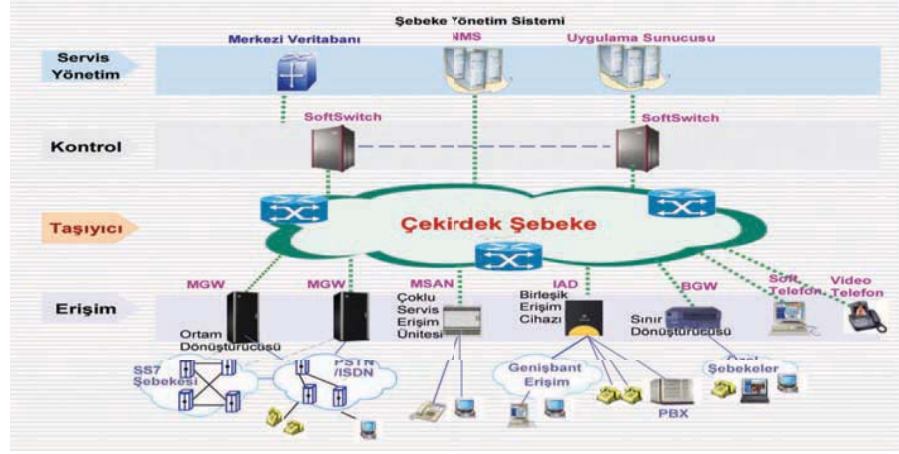 Şebeke Yönetim Sistemi
Merkezi Veritabanı
NMS
Uygulama Sunucusu
Servis
Yönetim
SoftSwitch
SoftSwitch
Kontrol
Taşıyıcı
Çekirdek Şebeke
MGW
MGW
MSAN
IAD
BGW
Soft
Telefon
Video
Telefon
Erişim
Ortam
Dönüştürücüsü
Çoklu
Servis
Erişim
Ünitesi
Birleşik
Erişim
Cihazı
Sınır
Dönüştürücüsü
SS7
Şebekesi
PSTN
/ISDN
Genişbant
Erişim
PBX
Özel
Şebekeler